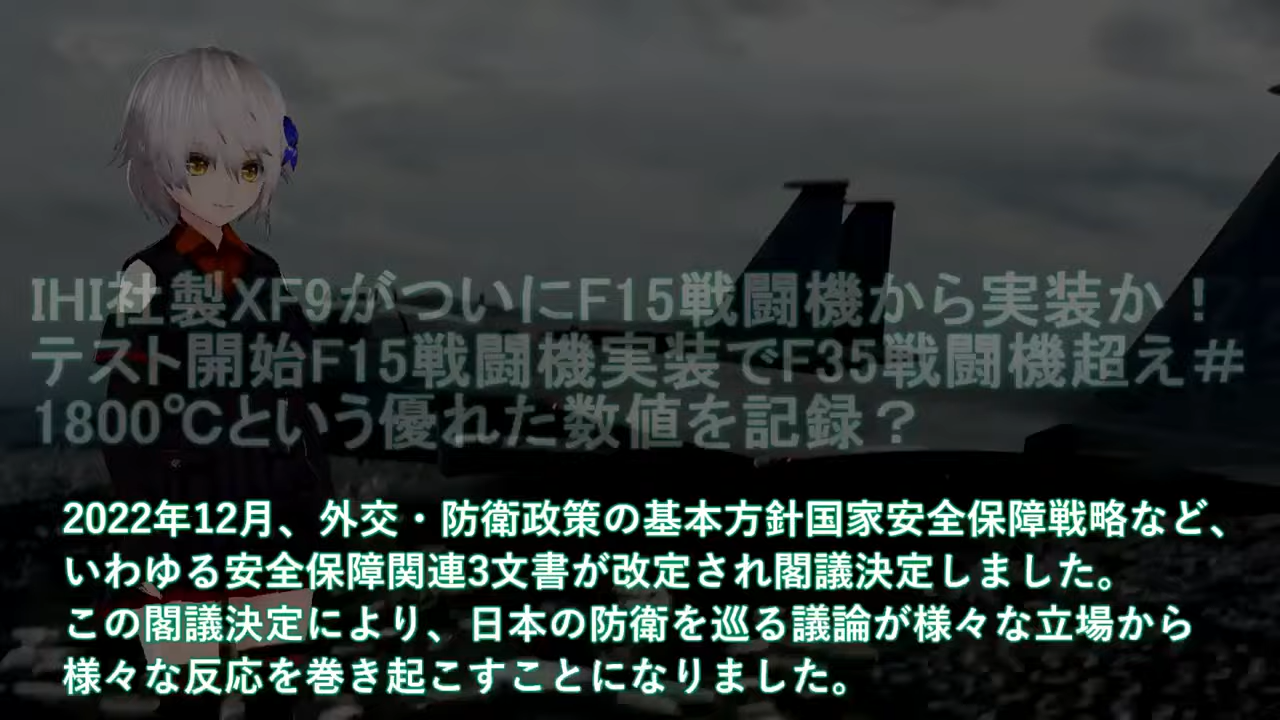 IHI社製XF9がついにF15戦闘機から実装か！
テスト開始F15戦闘機実装でF35戦闘機超え＃
1800℃という優れた数値を記録？
2022年12月、外交・防衛政策の基本方針国家安全保障戦略など、
いわゆる安全保障関連3文書が改定され閣議決定しました。
この閣議決定により、日本の防衛を巡る議論が様々な立場から
様々な反応を巻き起こすことになりました。